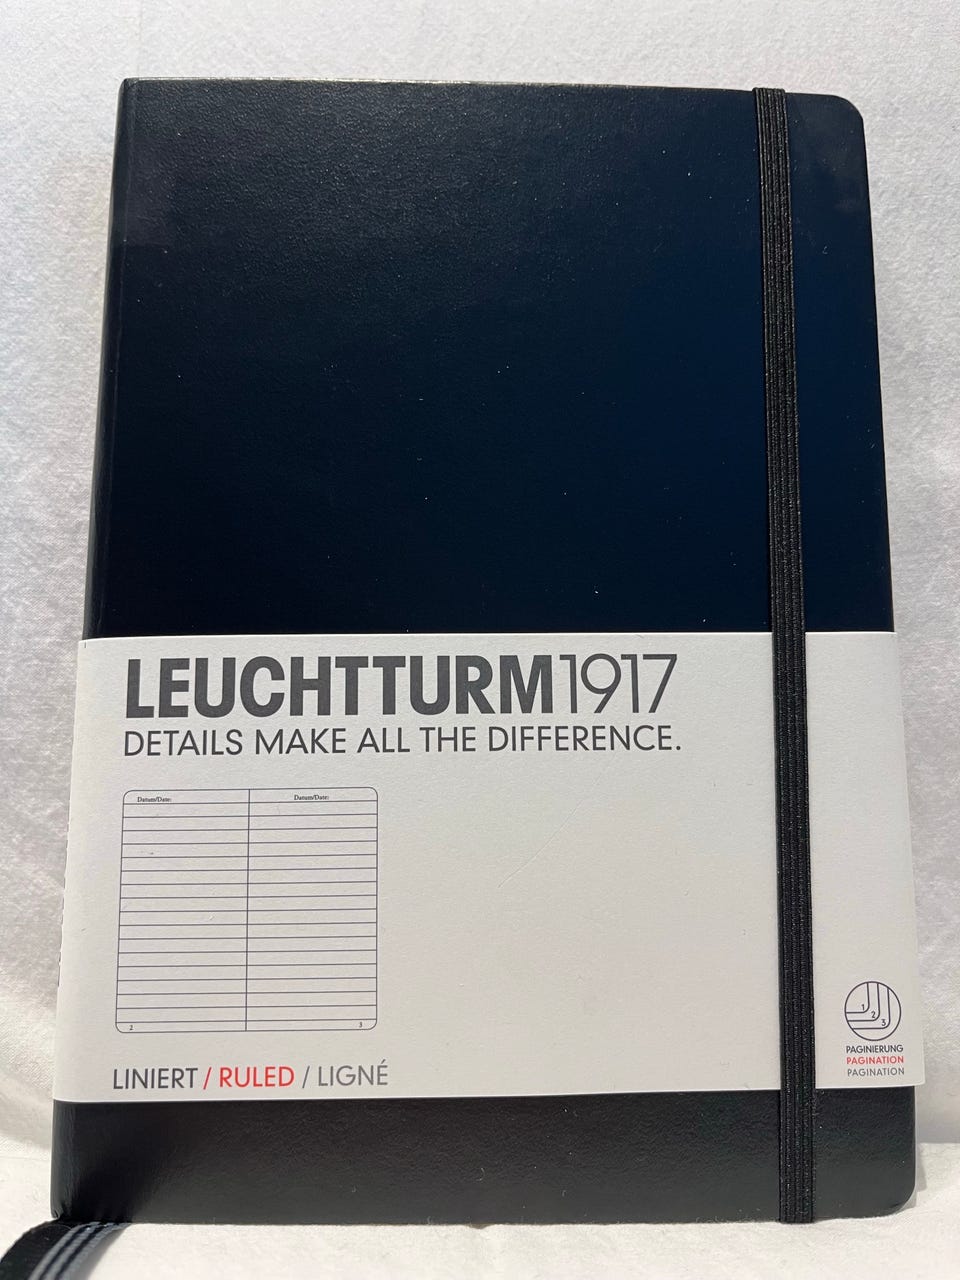 LEUCHTTURM1917
DETAILS MAKE ALL THE DIFFERENCE.
Datum/Date: Datum/Date:
2 3
LINIERT / RULED / LIGNÉ
1 2 3
PAGINIERUNG
PAGINATION
PAGINATION